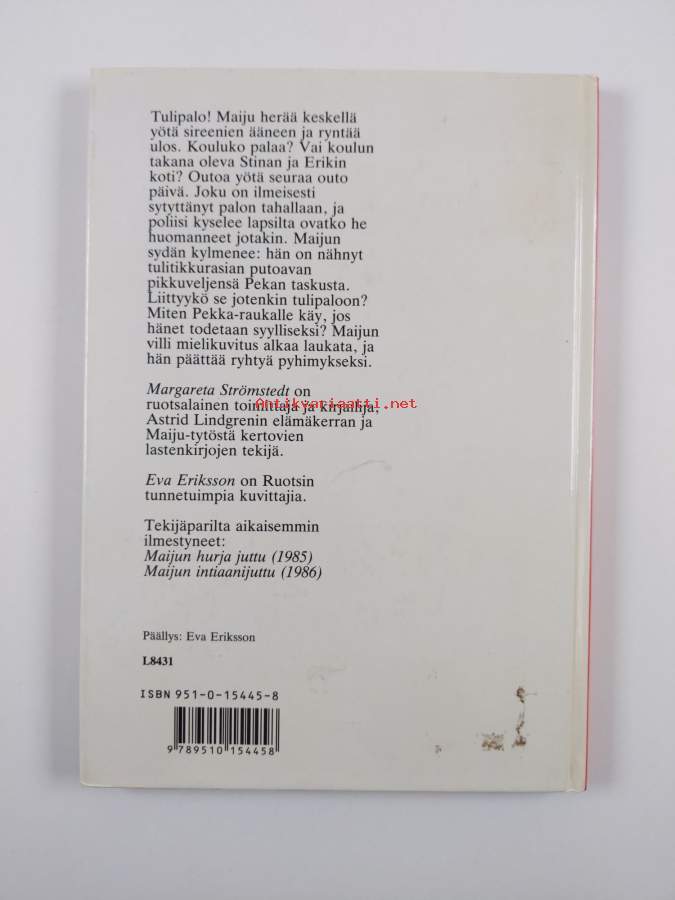 Tulipalo! Maiju herää keskellä
yötä sireenien ääneen ja ryntää
ulos. Kouluko palaa? Vai koulun
takana oleva Stinan ja Erikin
koti? Outoa yötä seuraa outo
päivä. Joku on ilmeisesti
sytyttänyt palon tahallaan, ja
poliisi kyselee lapsilta ovatko he
huomanneet jotakin. Maijun
sydän kylmenee: hän on nähnyt
tulitikkurasian putoavan
pikkuveljensä Pekan taskusta.
Liittyykö se jotenkin tulipaloon?
Miten Pekka-raukalle käy, jos
hänet todetaan syylliseksi? Maijun
villi mielikuvitus alkaa laukata, ja
hän päättää ryhtyä pyhimykseksi.
Margareta Strömstedt on
Antikvariaatti.net
ruotsalainen toimittaja ja kirjailija,
Astrid Lindgrenin elämäkerran ja
Maiju-tytöstä kertovien
lastenkirjojen tekijä.
Eva Eriksson on Ruotsin
tunnetuimpia kuvittajia.
Tekijäparilta aikaisemmin
ilmestyneet:
Maijun hurja juttu (1985)
Maijun intiaanijuttu (1986)
Päällys: Eva Eriksson
L8431
ISBN 951-0-15445-8
9 789510 154458